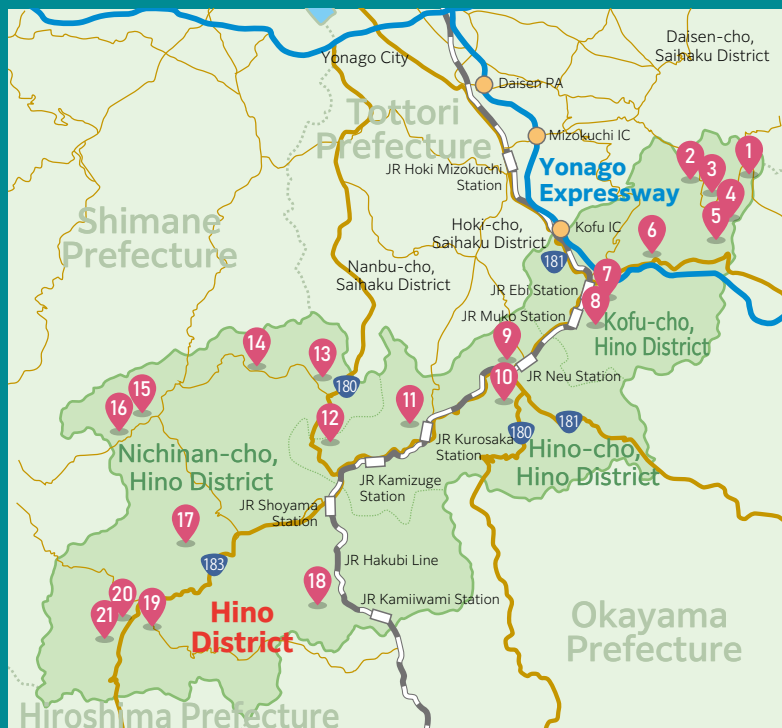 Daisen-cho,
Saihaku District
Yonago City
Daisen PA
Tottori
Prefecture
Mizokuchi IC
JR Hoki Mizokuchi
Station
Yonago
Expressway
1
2
3
4
5
6
Shimane
Prefecture
Hoki-cho,
Saihaku District
Kofu IC
181
Nanbu-cho,
Saihaku District
7
JR Ebi Station
8
JR Muko Station
Kofu-cho,
Hino District
14
13
9
180
JR Neu Station
10
15
16
11
12
181
180
JR Kurosaka
Station
Hino-cho,
Hino District
Nichinan-cho,
Hino District
JR Kamizuge
Station
JR Shoyama
Station
17
183
JR Hakubi Line
18
JR Kamiiwami Station
20
19
21
Hino
District
Okayama
Prefecture
Hiroshima Prefecture